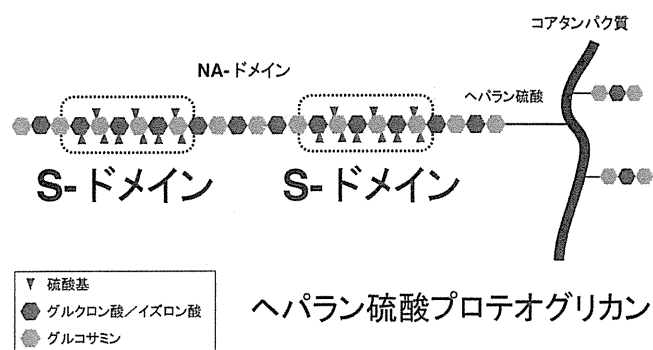 コアタンパク質
NA-ドメイン
ヘパラン硫酸
S-ドメイン
S-ドメイン
硫酸基
グルクロン酸/イズロン酸
グルコサミン
ヘパラン硫酸プロテオグリカン